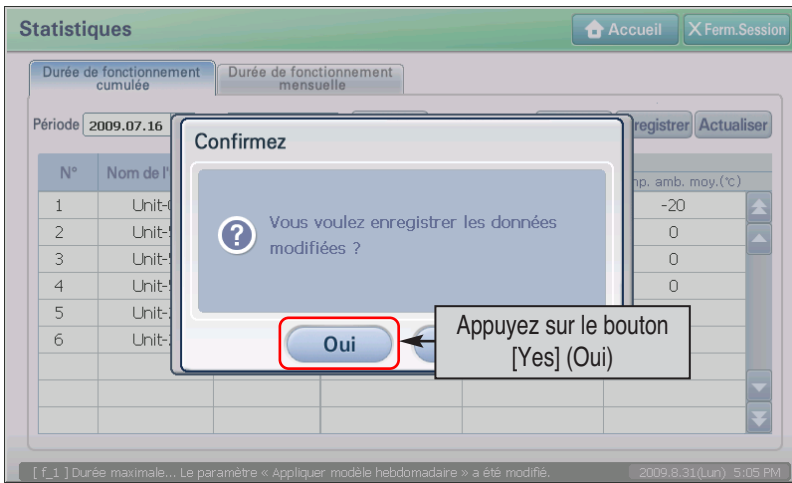 Statistiques
Accueil
X Ferm.Session
Durée de fonctionnement
cumulée
Durée de fonctionnement
mensuelle
Période 2009.07.16
registrer
Actualiser
Confirmez
N°
Nom de l'
amb. moy.(°c)
1 Unit- -20
2 Unit- 0
3 Unit- 0
4 Unit- 0
5 Unit-
6 Unit-
Vous voulez enregistrer les données
modifiées ?
Oui
Appuyez sur le bouton
[Yes] (Oui)
[ f_1 ] Durée maximale... Le paramètre « Appliquer modèle hebdomadaire » a été modifié.
2009.8.31(Lun) 5:05 PM